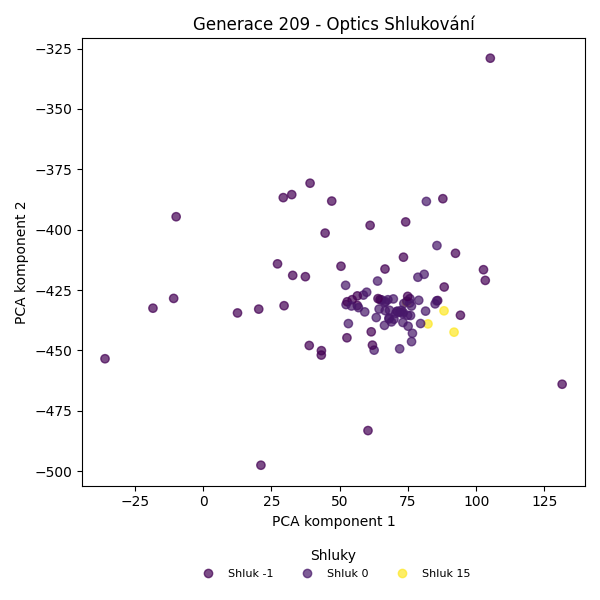 Generace 209 - Optics Shlukování
−325
−350
−375
−400
−425
−450
−475
−500
PCA komponent 2
−25
0
25
50
75
100
125
PCA komponent 1
Shluky
Shluk -1
Shluk 0
Shluk 15